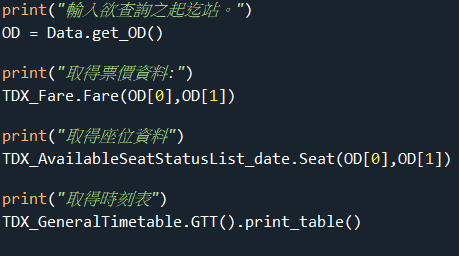 print("輸入欲查詢之起迄站。")
OD = Data.get_OD()
print("取得票價資料:")
TDX_Fare.Fare(OD[0],OD[1])
print("取得座位資料")
TDX_AvailableSeatStatusList_date.Seat(OD[0],OD[1])
print("取得時刻表")
TDX_GeneralTimetable.GTT().print_table()